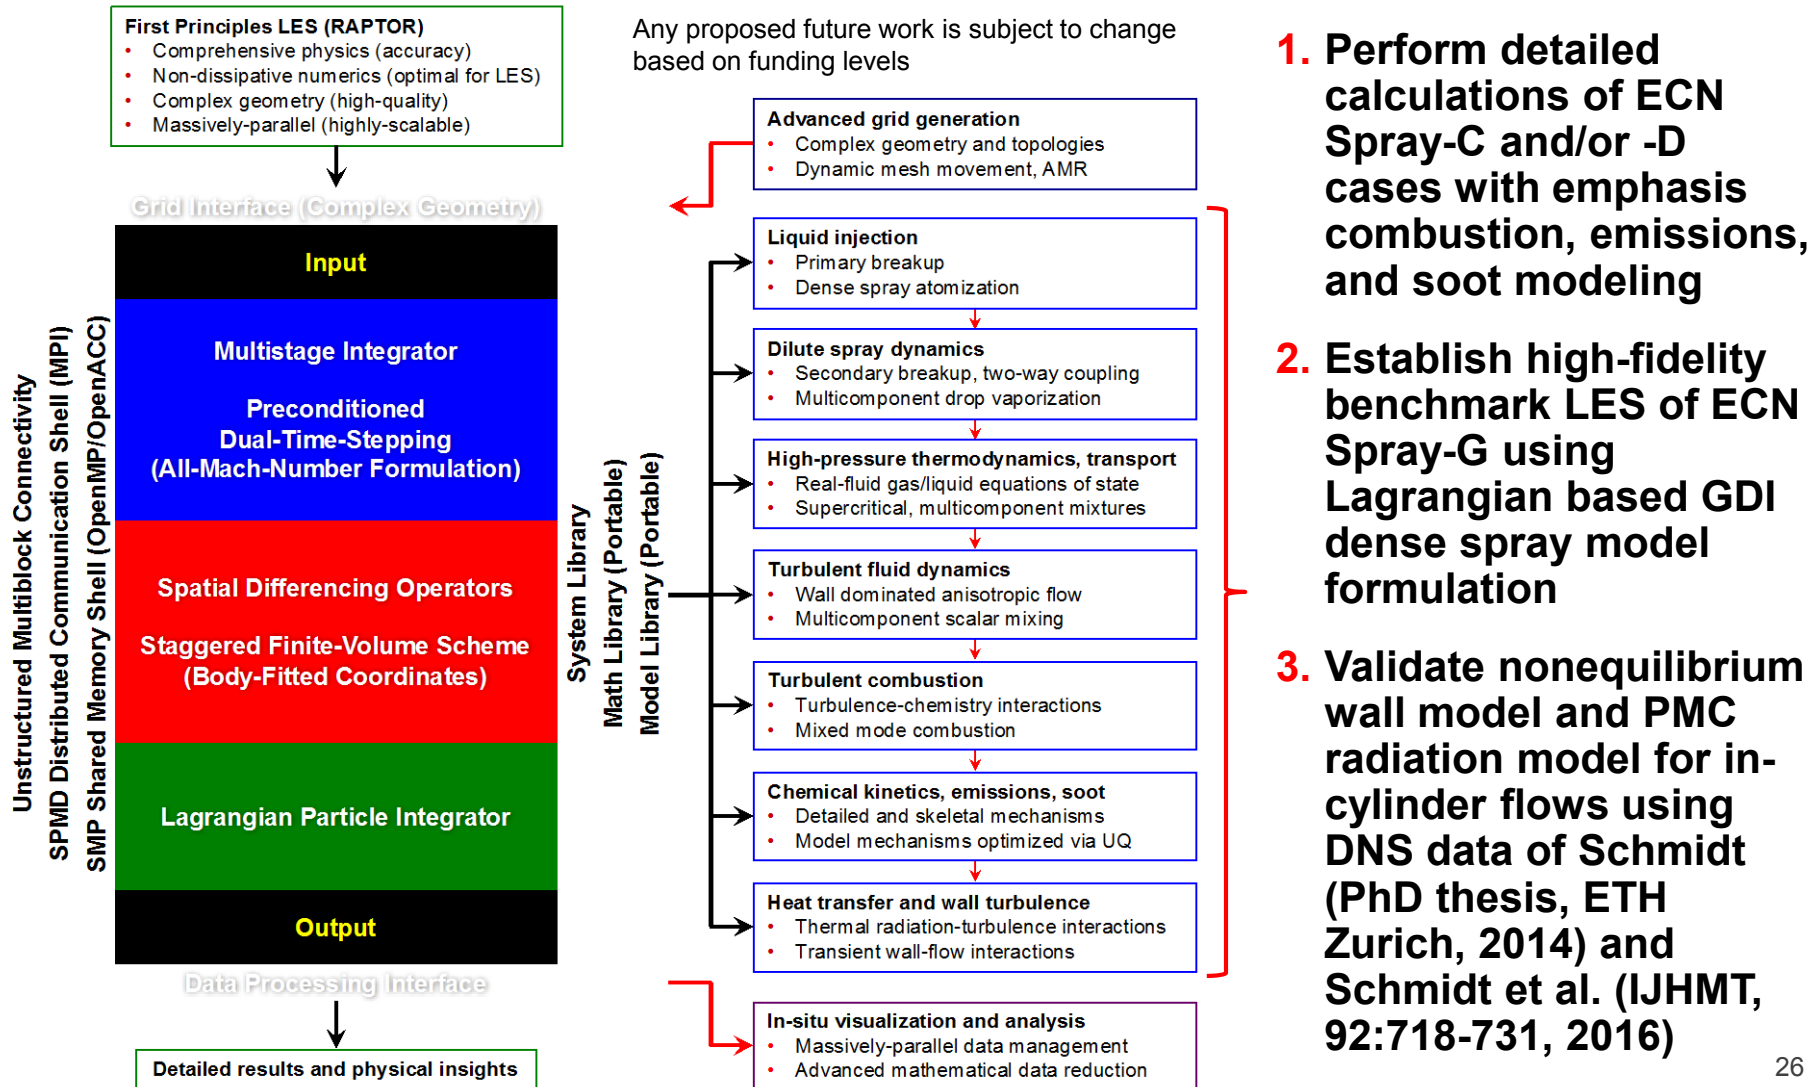 First Principles LES (RAPTOR)
• Comprehensive physics (accuracy)
• Non-dissipative numerics (optimal for LES)
• Complex geometry (high-quality)
• Massively-parallel (highly-scalable)
Grid Interface (Complex Geometry)
Input
Multistage Integrator
Preconditioned
Dual-Time-Stepping
(All-Mach-Number Formulation)
Spatial Differencing Operators
Staggered Finite-Volume Scheme
(Body-Fitted Coordinates)
Lagrangian Particle Integrator
Output
Data Processing Interface
Detailed results and physical insights
Unstructured Multiblock Connectivity
SPMD Distributed Communication Shell (MPI)
SMP Shared Memory Shell (OpenMP/OpenACC)
System Library
Math Library (Portable)
Model Library (Portable)
Any proposed future work is subject to change
based on funding levels
Advanced grid generation
• Complex geometry and topologies
• Dynamic mesh movement, AMR
Liquid injection
• Primary breakup
• Dense spray atomization
Dilute spray dynamics
• Secondary breakup, two-way coupling
• Multicomponent drop vaporization
High-pressure thermodynamics, transport
• Real-fluid gas/liquid equations of state
• Supercritical, multicomponent mixtures
Turbulent fluid dynamics
• Wall dominated anisotropic flow
• Multicomponent scalar mixing
Turbulent combustion
• Turbulence-chemistry interactions
• Mixed mode combustion
Chemical kinetics, emissions, soot
• Detailed and skeletal mechanisms
• Model mechanisms optimized via UQ
Heat transfer and wall turbulence
• Thermal radiation-turbulence interactions
• Transient wall-flow interactions
In-situ visualization and analysis
• Massively-parallel data management
• Advanced mathematical data reduction
1. Perform detailed
calculations of ECN
Spray-C and/or -D
cases with emphasis
combustion, emissions,
and soot modeling
2. Establish high-fidelity
benchmark LES of ECN
Spray-G using
Lagrangian based GDI
dense spray model
formulation
3. Validate nonequilibrium
wall model and PMC
radiation model for in-
cylinder flows using
DNS data of Schmidt
(PhD thesis, ETH
Zurich, 2014) and
Schmidt et al. (IJHMT,
92:718-731, 2016)
26